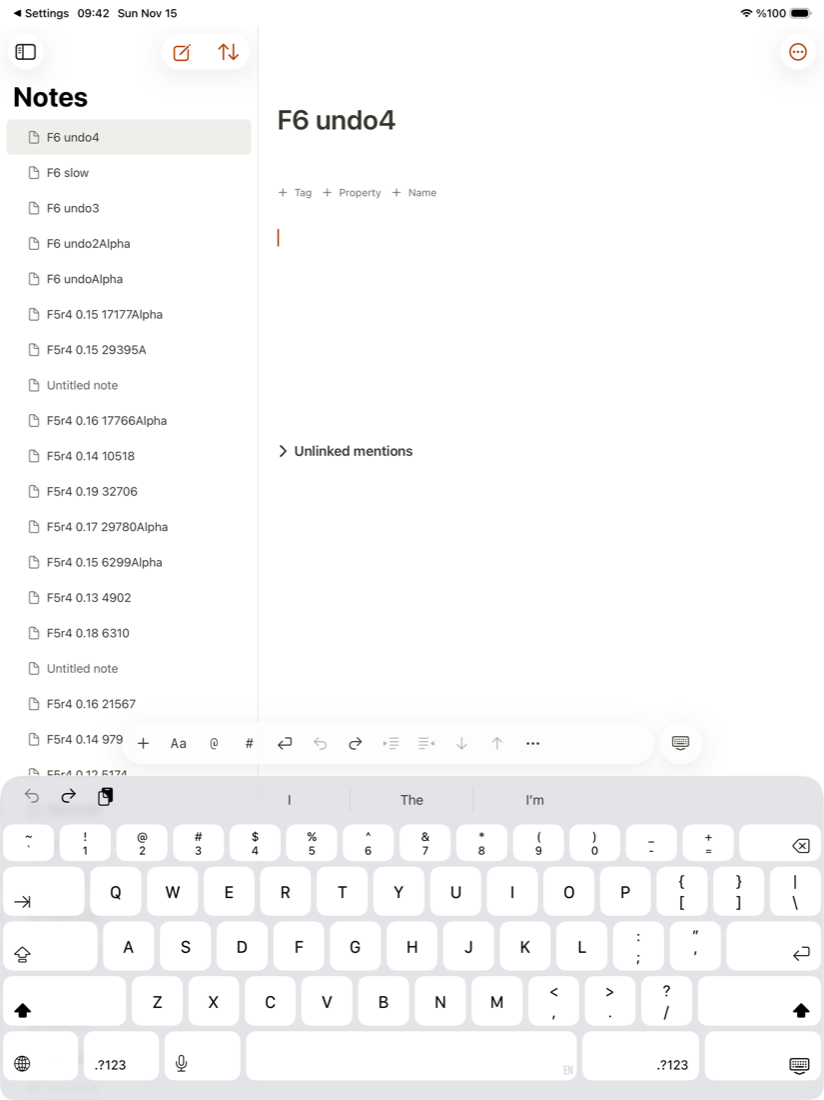 ◀ Settings 09:42 Sun Nov 15 %100
Notes
F6 undo4
F6 slow
F6 undo3
F6 undo2Alpha
F6 undoAlpha
F5r4 0.15 17177Alpha
F5r4 0.15 29395A
Untitled note
F5r4 0.16 17766Alpha
F5r4 0.14 10518
F5r4 0.19 32706
F5r4 0.17 29780Alpha
F5r4 0.15 6299Alpha
F5r4 0.13 4902
F5r4 0.18 6310
Untitled note
F5r4 0.16 21567
F5r4 0.14 979
F5r4 0.12 5174
F6 undo4
+ Tag + Property + Name
Unlinked mentions
+ Aa @ # •••
I The I'm
~ ! @ # $ % ^ & * ( ) _ +
` 1 2 3 4 5 6 7 8 9 0 - =
Q W E R T Y U I O P { } |
[ ] \
A S D F G H J K L : "
; '
Z X C V B N M < > ?
, . /
.?123 EN .?123